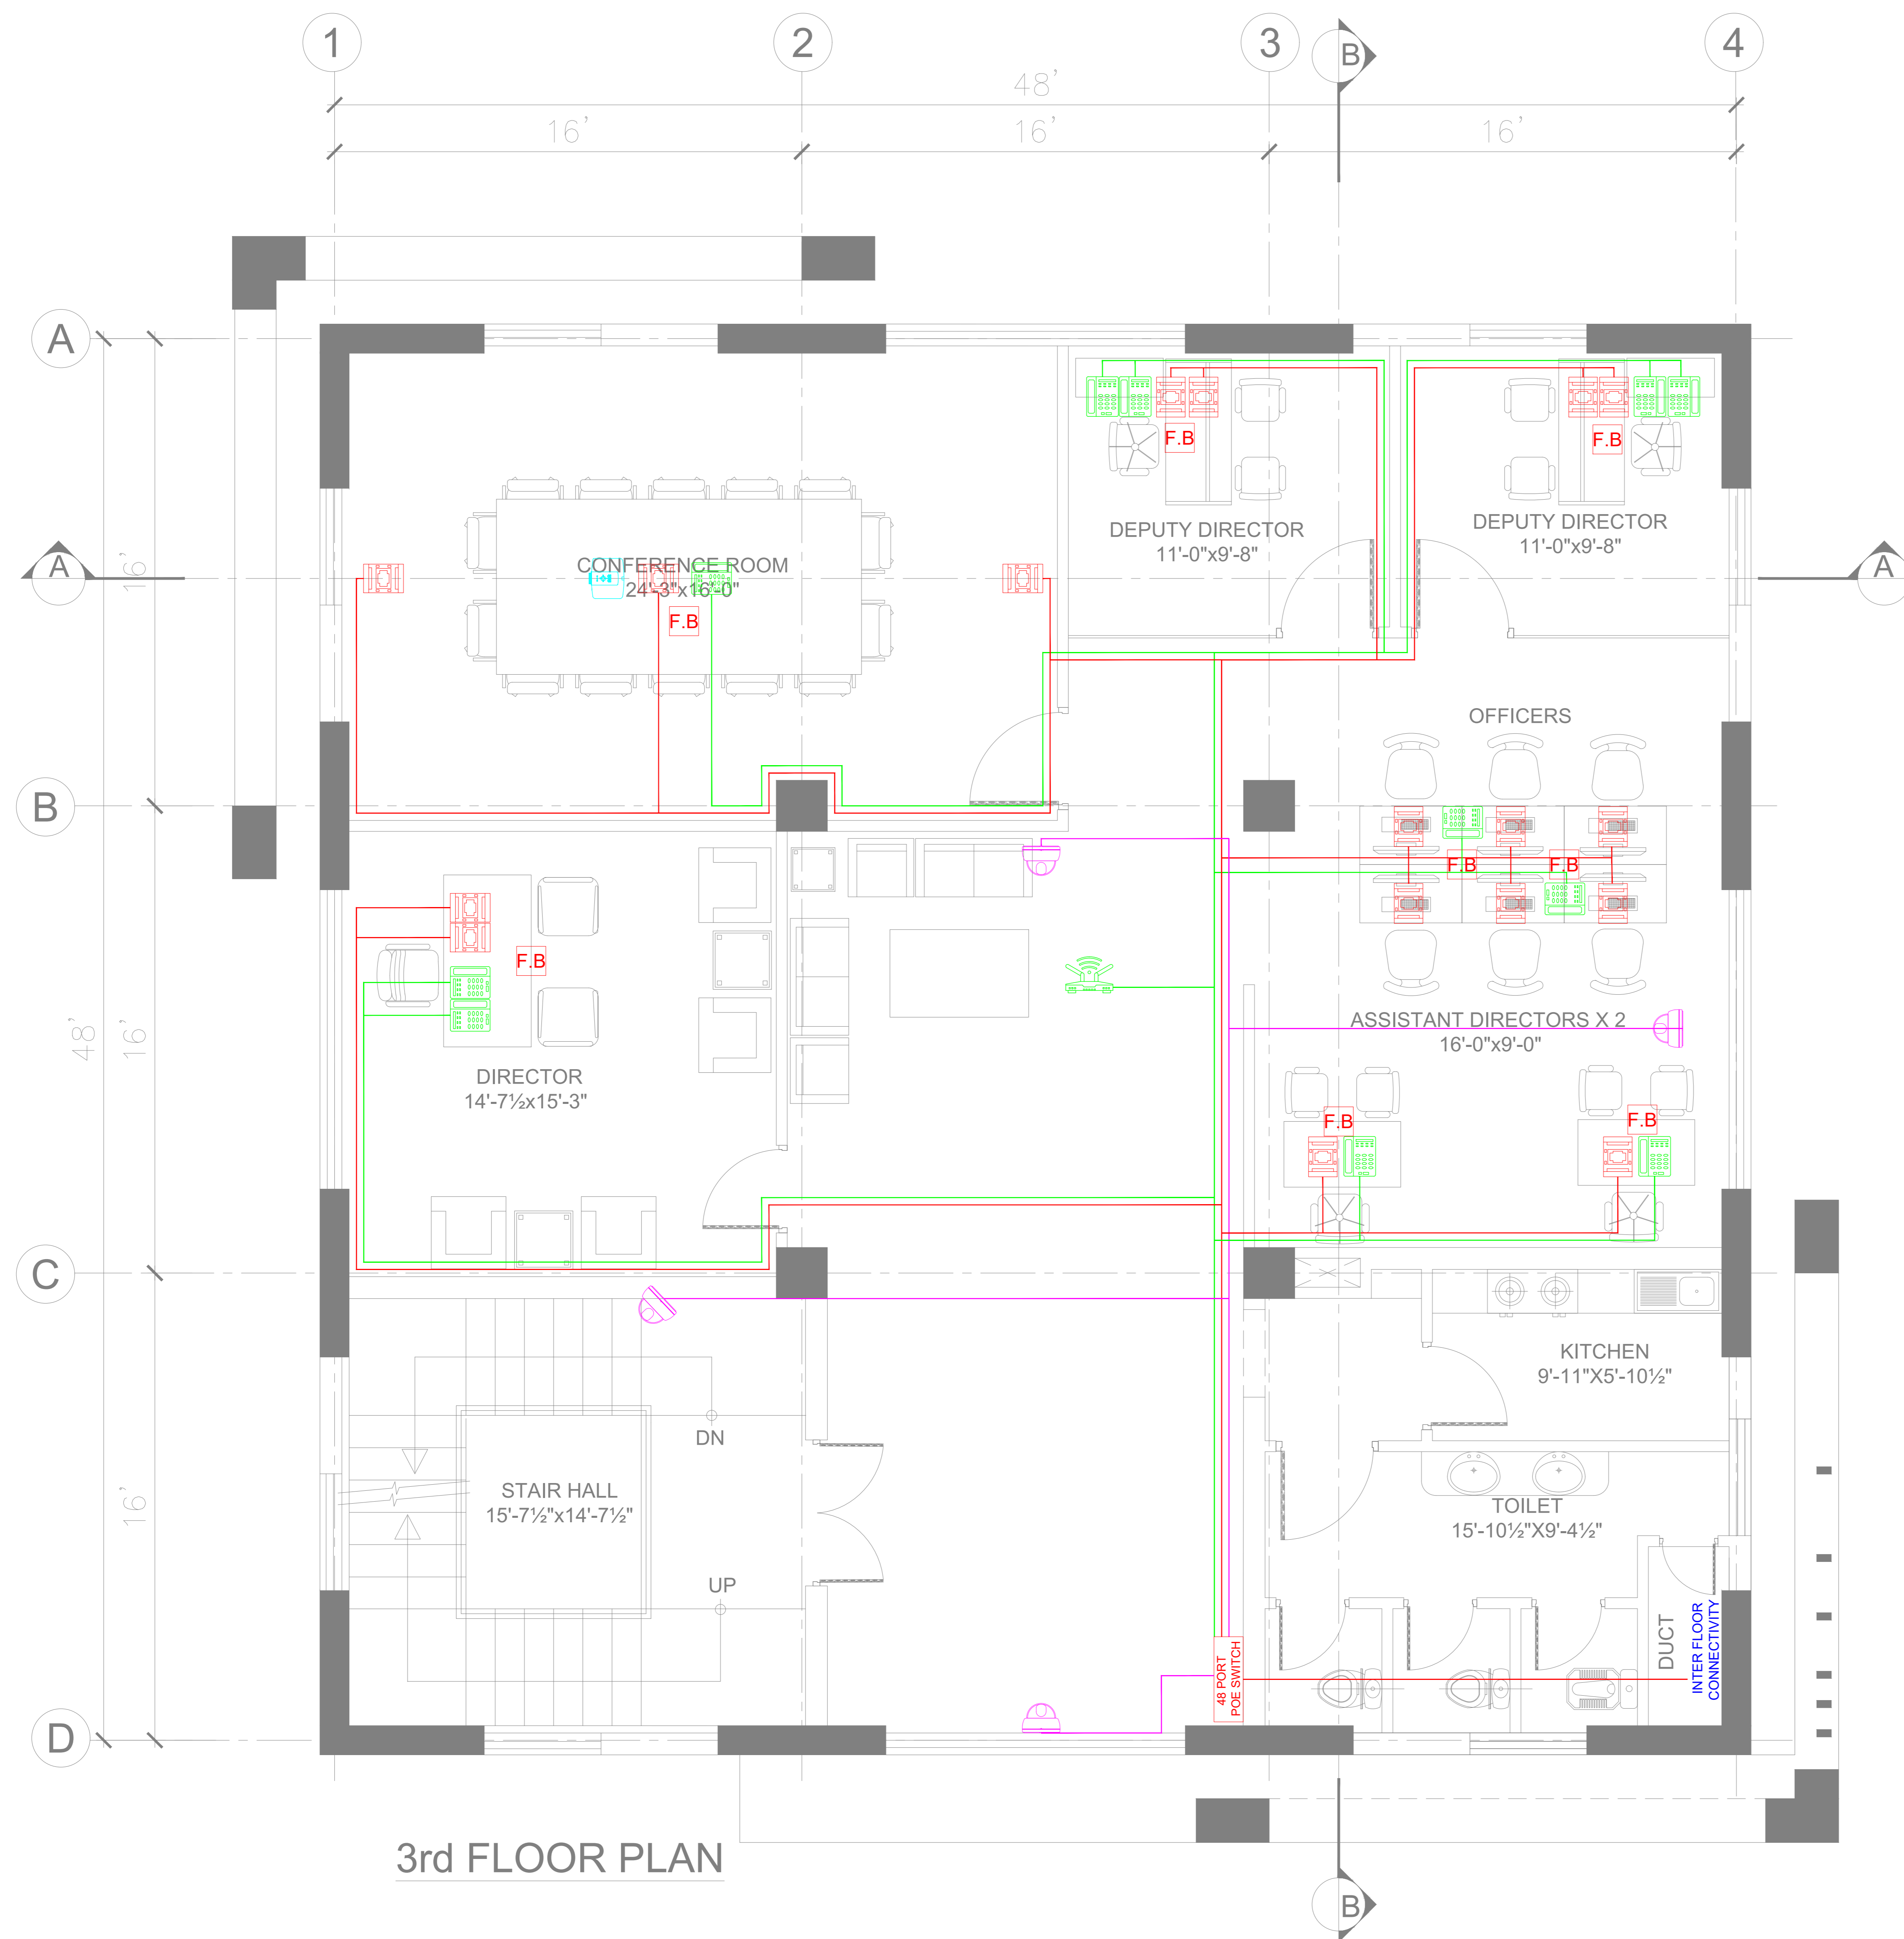 1
2
3
B
4
48'
16'
16'
16'
A
F.B
F.B
DEPUTY DIRECTOR
11'-0"x9'-8"
DEPUTY DIRECTOR
11'-0"x9'-8"
A
16'
CONFERENCE ROOM
24'-3"x16'-0"
F.B
A
OFFICERS
B
F.B
F.B
F.B
48'
16'
ASSISTANT DIRECTORS X 2
16'-0"x9'-0"
DIRECTOR
14'-7½x15'-3"
F.B
F.B
C
KITCHEN
9'-11"X5'-10½"
DN
STAIR HALL
15'-7½"x14'-7½"
16'
TOILET
15'-10½"X9'-4½"
UP
DUCT
INTER FLOOR
CONNECTIVITY
48 PORT
POE SWITCH
D
3rd FLOOR PLAN
B